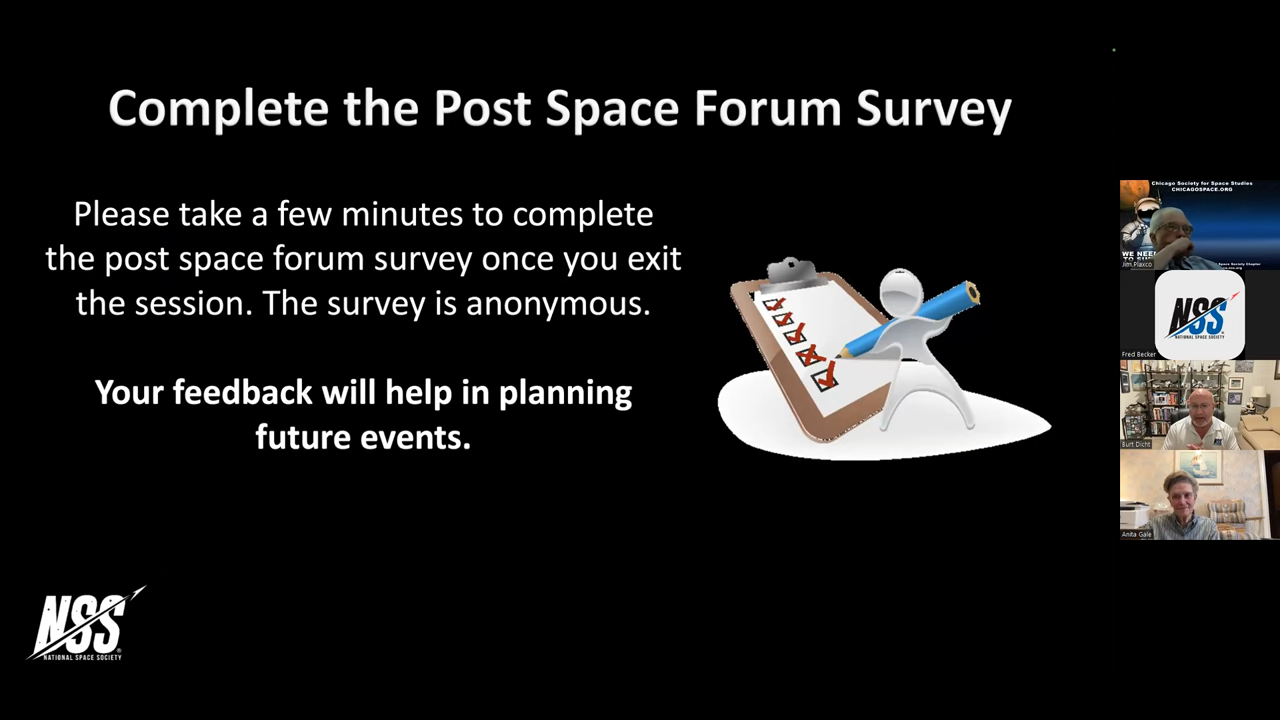 Complete the Post Space Forum Survey
Please take a few minutes to complete
the post space forum survey once you exit
the session. The survey is anonymous.
Your feedback will help in planning
future events.
NSS
NATIONAL SPACE SOCIETY
Chicago Society for Space Studies
CHICAGOSPACE.ORG
WE NEE
Jim Plaxco
NSS
NATIONAL SPACE SOCIETY
Fred Becker
Burt Dicht
Anita Gale